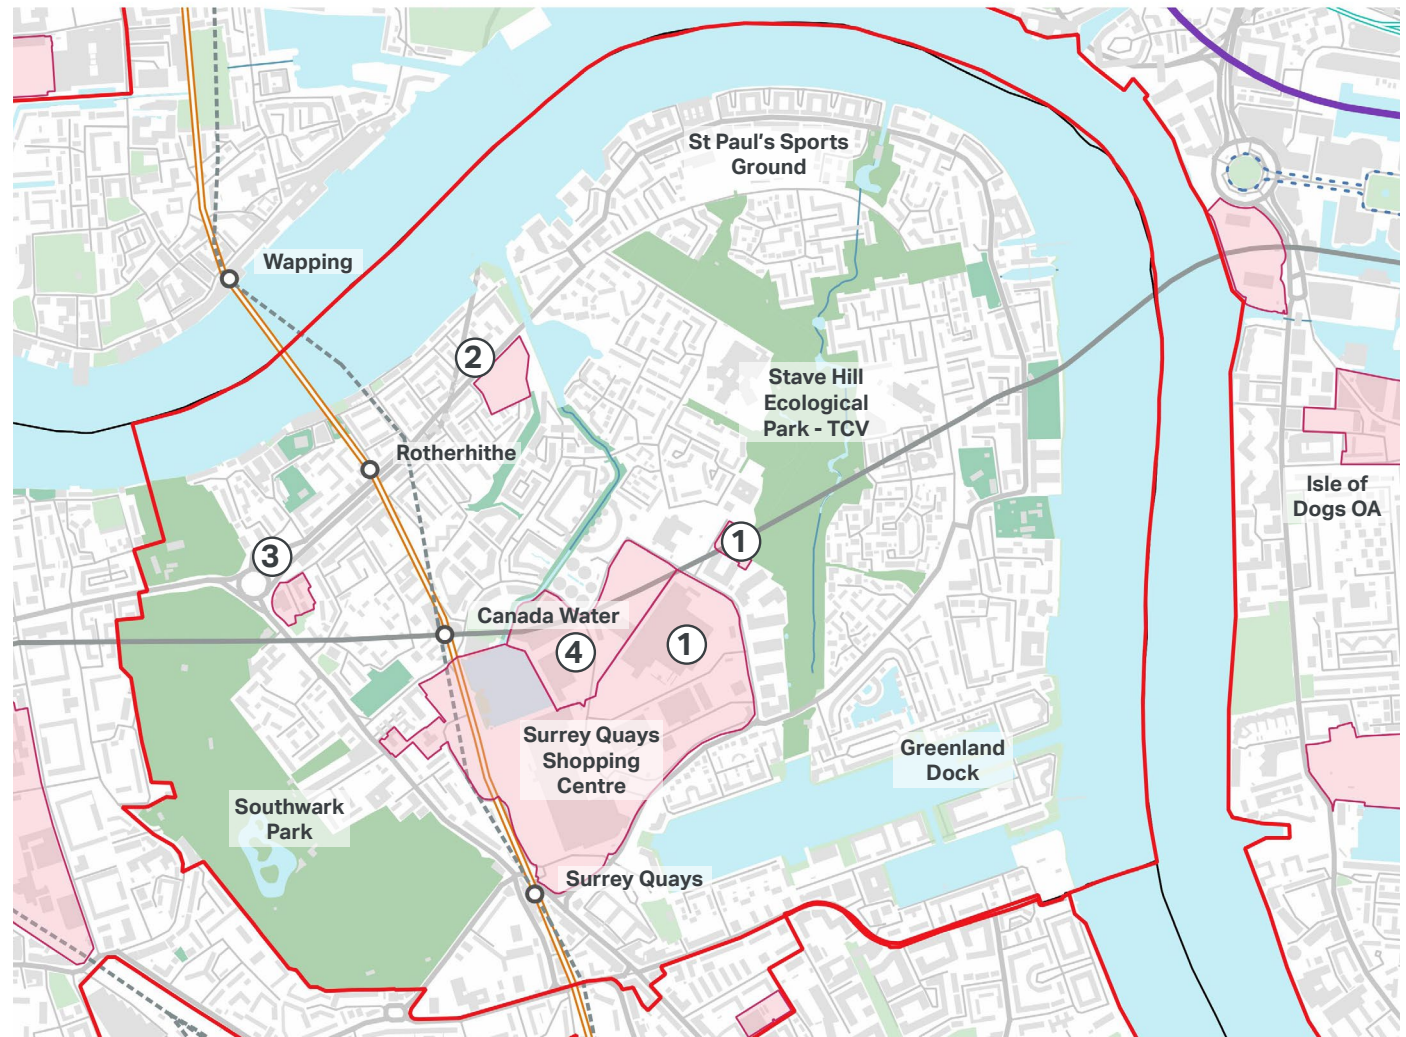 St Paul's Sports
Ground
Wapping
2
Stave Hill
Ecological
Park - TCV
Rotherhithe
Isle of
Dogs OA
3
1
Canada Water
4
1
Surrey Quays
Shopping
Centre
Greenland
Dock
Southwark
Park
Surrey Quays